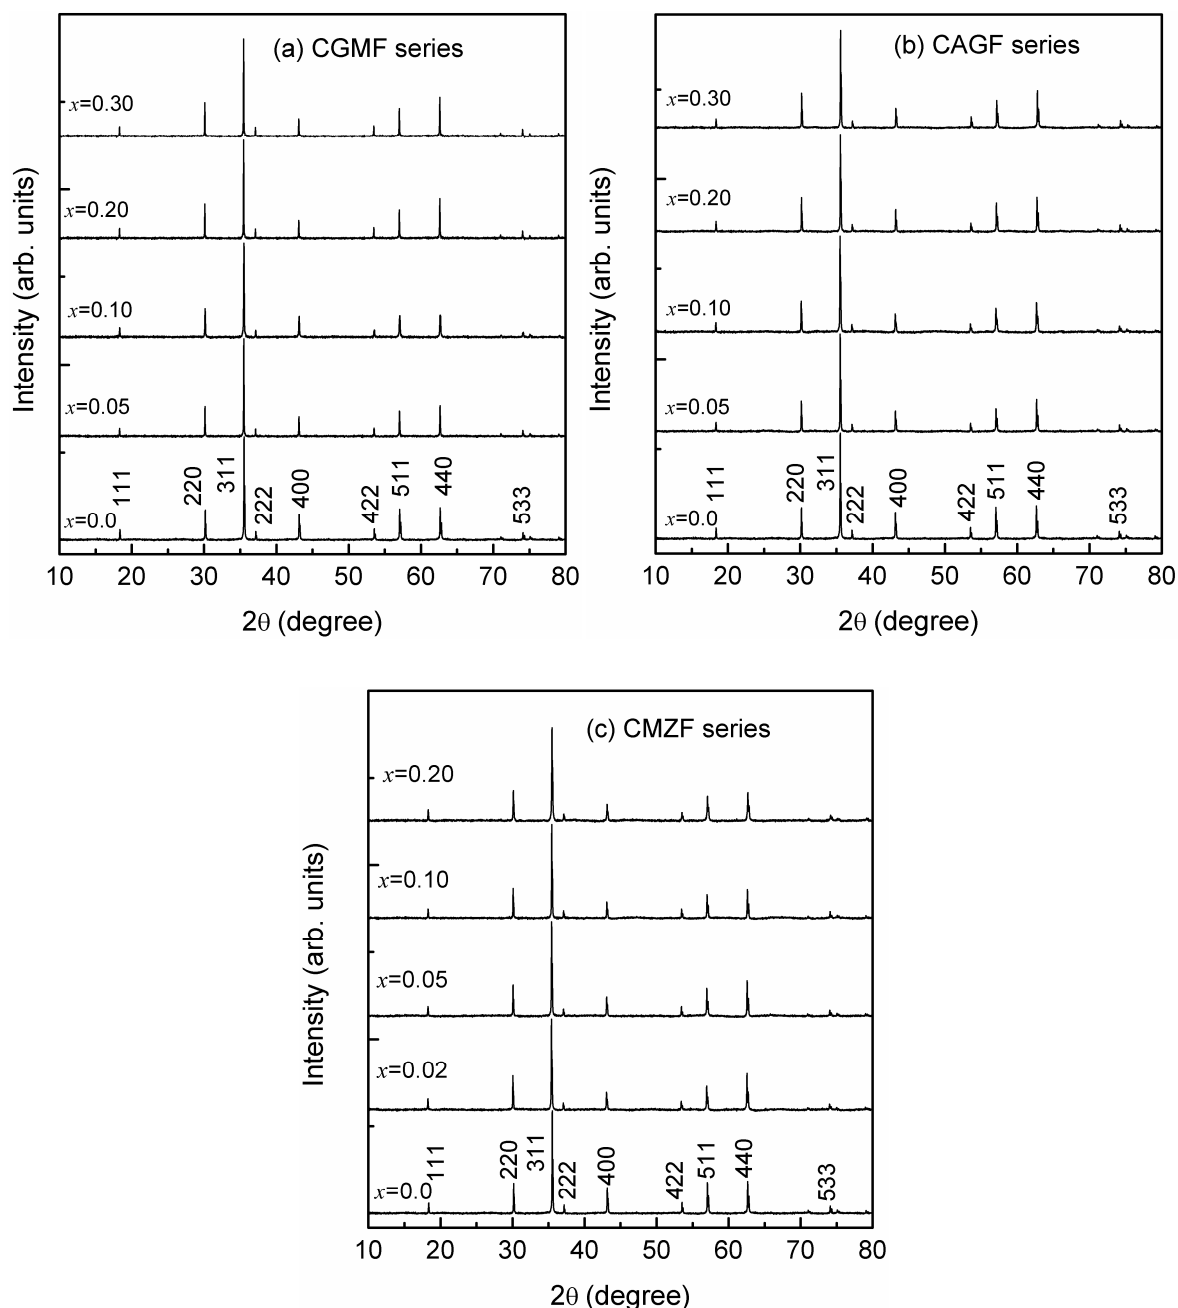 (a) CGMF series
x=0.30
x=0.20
x=0.10
x=0.05
x=0.0
111
220
311
222
400
422
511
440
533
10 20 30 40 50 60 70 80
2θ (degree)
Intensity (arb. units)
(b) CAGF series
x=0.30
x=0.20
x=0.10
x=0.05
x=0.0
111
220
311
222
400
422
511
440
533
10 20 30 40 50 60 70 80
2θ (degree)
Intensity (arb. units)
(c) CMZF series
x=0.20
x=0.10
x=0.05
x=0.02
x=0.0
111
220
311
222
400
422
511
440
533
10 20 30 40 50 60 70 80
2θ (degree)
Intensity (arb. units)